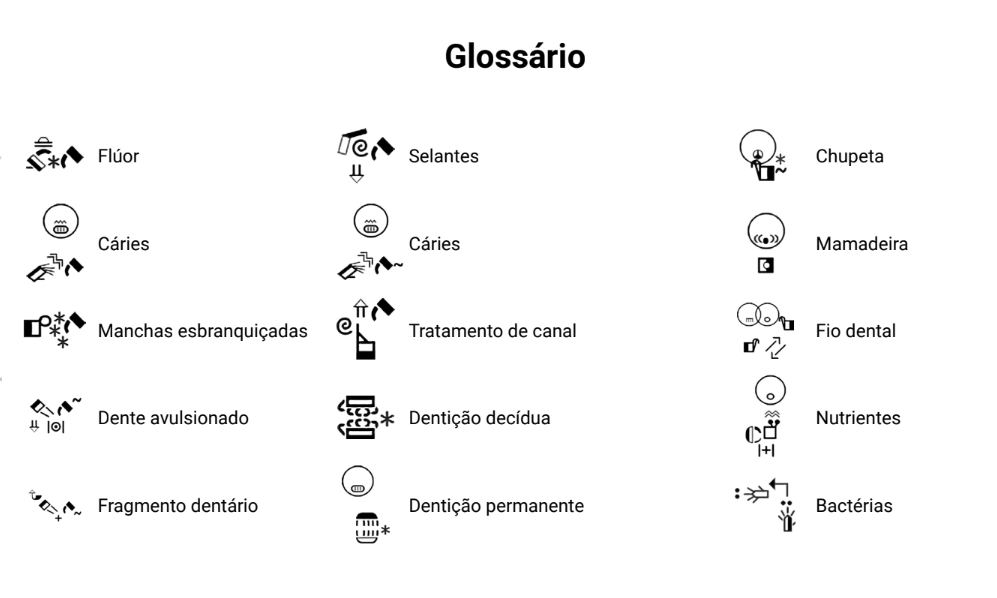 Glossário
Flúor
Selantes
Chupeta
Cáries
Cáries
Mamadeira
Manchas esbranquiçadas
Tratamento de canal
Fio dental
Dente avulsionado
Dentição decídua
Nutrientes
Fragmento dentário
Dentição permanente
Bactérias